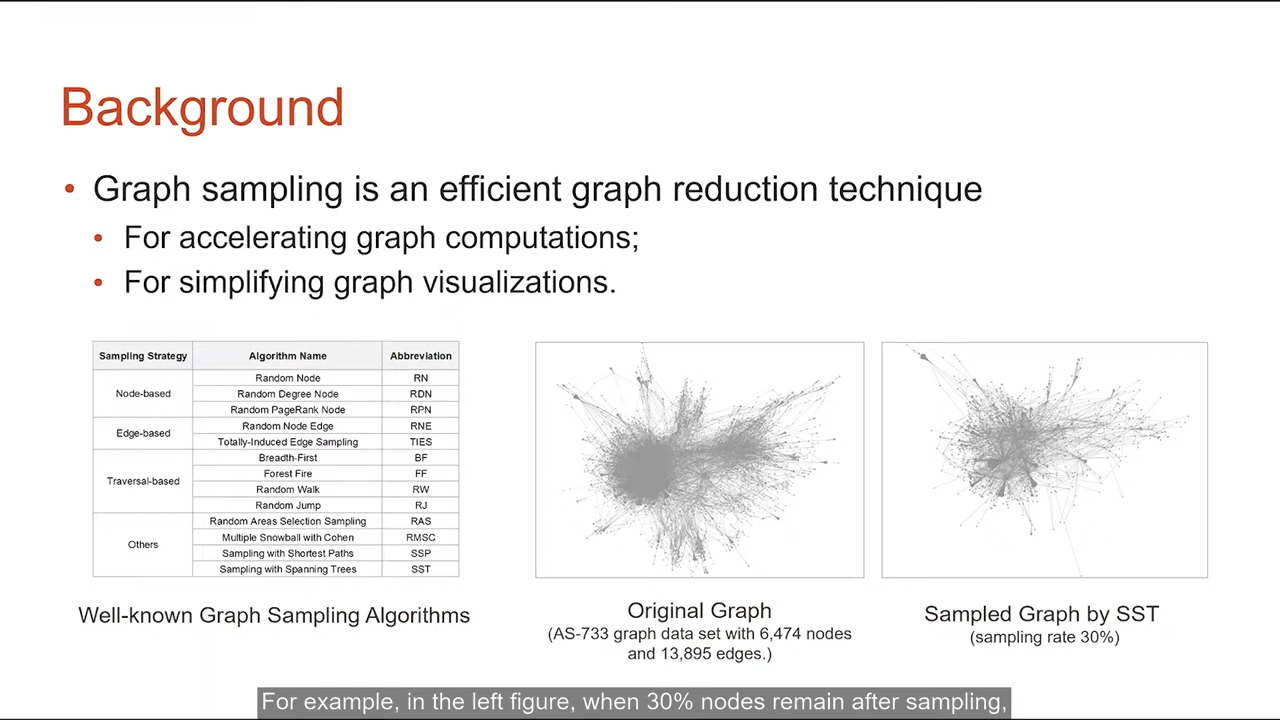 Background
• Graph sampling is an efficient graph reduction technique
• For accelerating graph computations;
• For simplifying graph visualizations.
Sampling Strategy Algorithm Name Abbreviation
Node-based
Random Node RN
Random Degree Node RDN
Random PageRank Node RPN
Edge-based
Random Node Edge RNE
Totally-Induced Edge Sampling TIES
Traversal-based
Breadth-First BF
Forest Fire FF
Random Walk RW
Random Jump RJ
Others
Random Areas Selection Sampling RAS
Multiple Snowball with Cohen RMSC
Sampling with Shortest Paths SSP
Sampling with Spanning Trees SST
Well-known Graph Sampling Algorithms
Original Graph
(AS-733 graph data set with 6,474 nodes
and 13,895 edges.)
Sampled Graph by SST
(sampling rate 30%)
For example, in the left figure, when 30% nodes remain after sampling,